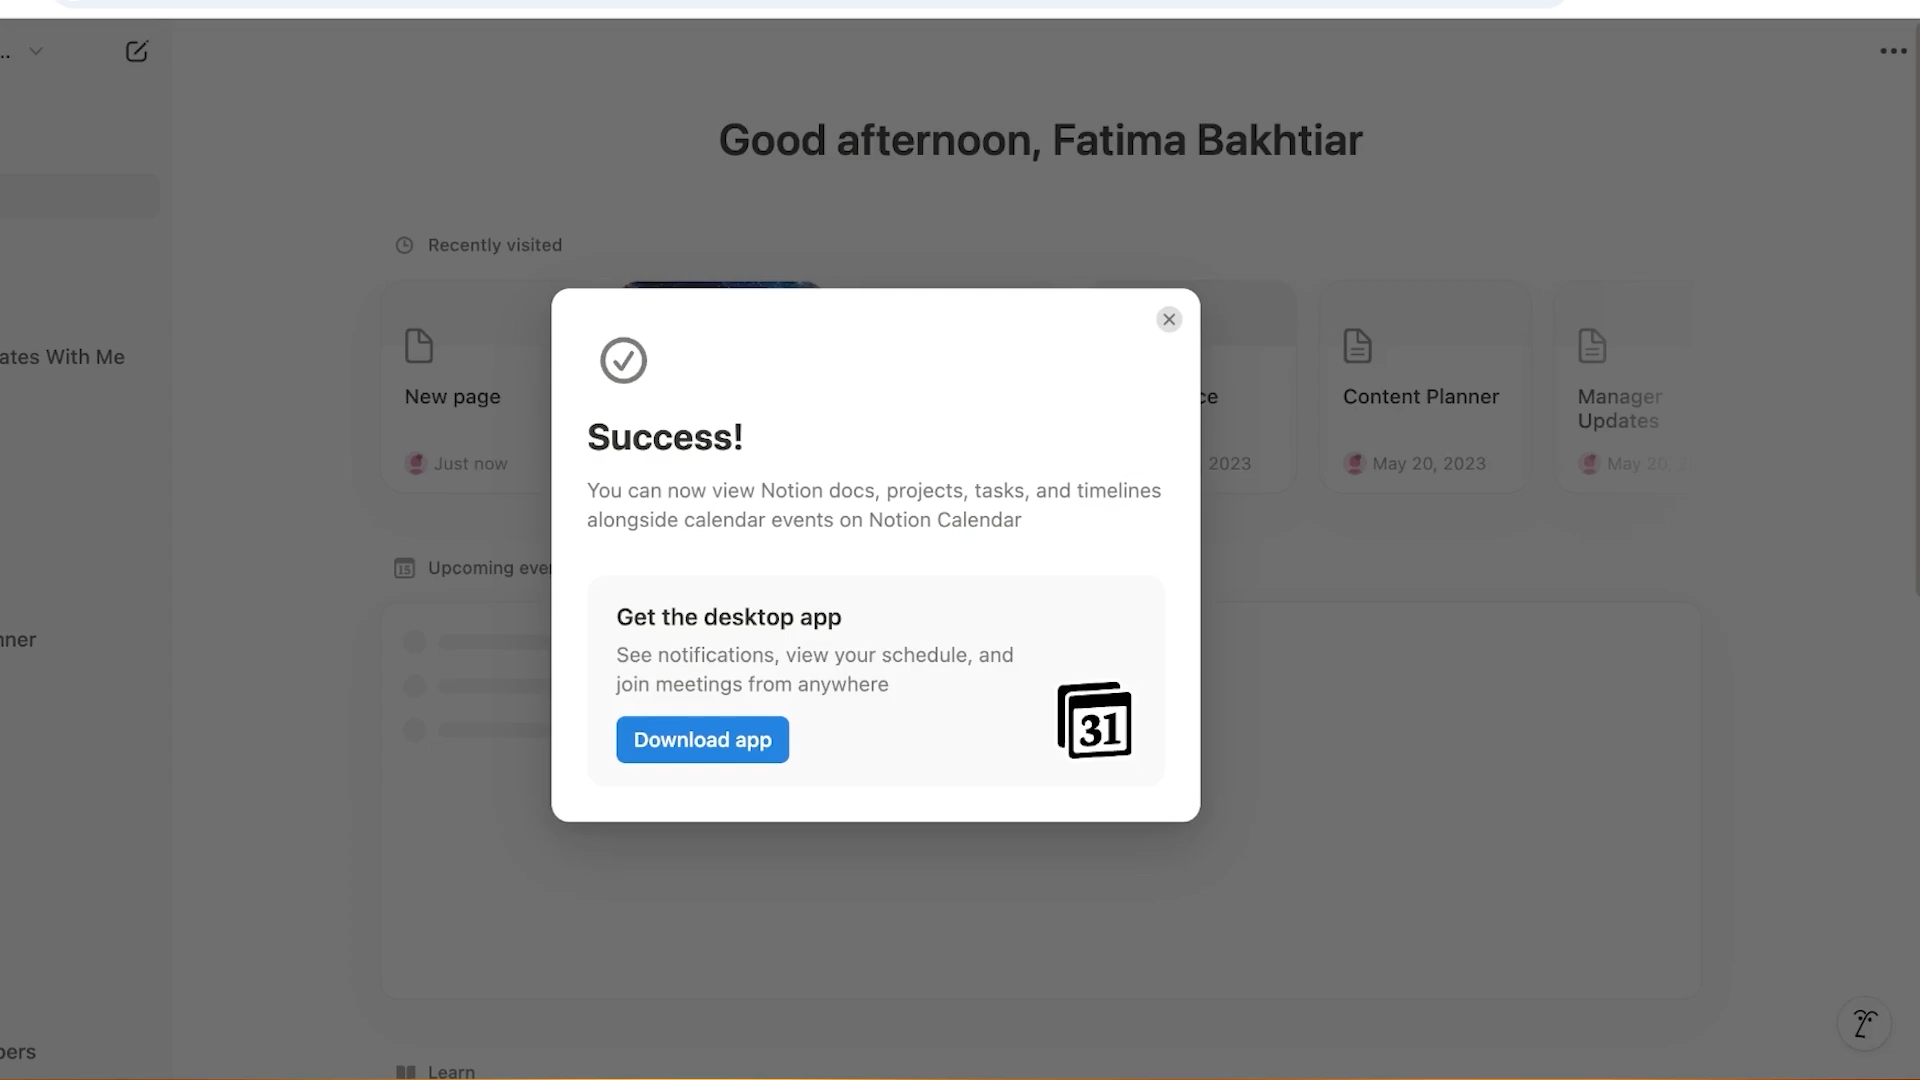 Good afternoon, Fatima Bakhtiar
Recently visited
ates With Me
New page
Just now
ce
2023
Content Planner
May 20, 2023
Manager
Updates
May 20, 2
Success!
You can now view Notion docs, projects, tasks, and timelines
alongside calendar events on Notion Calendar
15
Upcoming eve
nner
Get the desktop app
See notifications, view your schedule, and
join meetings from anywhere
31
Download app
bers
Learn